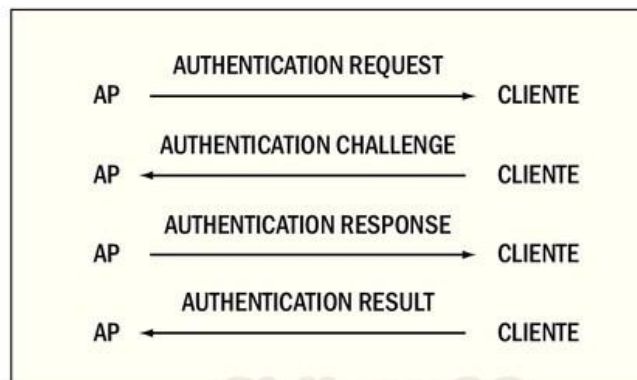 AUTHENTICATION REQUEST
AP CLIENTE
AUTHENTICATION CHALLENGE
AP CLIENTE
AUTHENTICATION RESPONSE
AP CLIENTE
AUTHENTICATION RESULT
AP CLIENTE